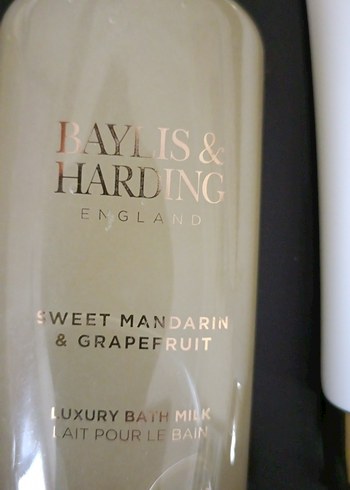 BAYLIS &
HARDING
ENGLAND
SWEET MANDARIN
& GRAPEFRUIT
LUXURY BATH MILK
LAIT POUR LE BAIN